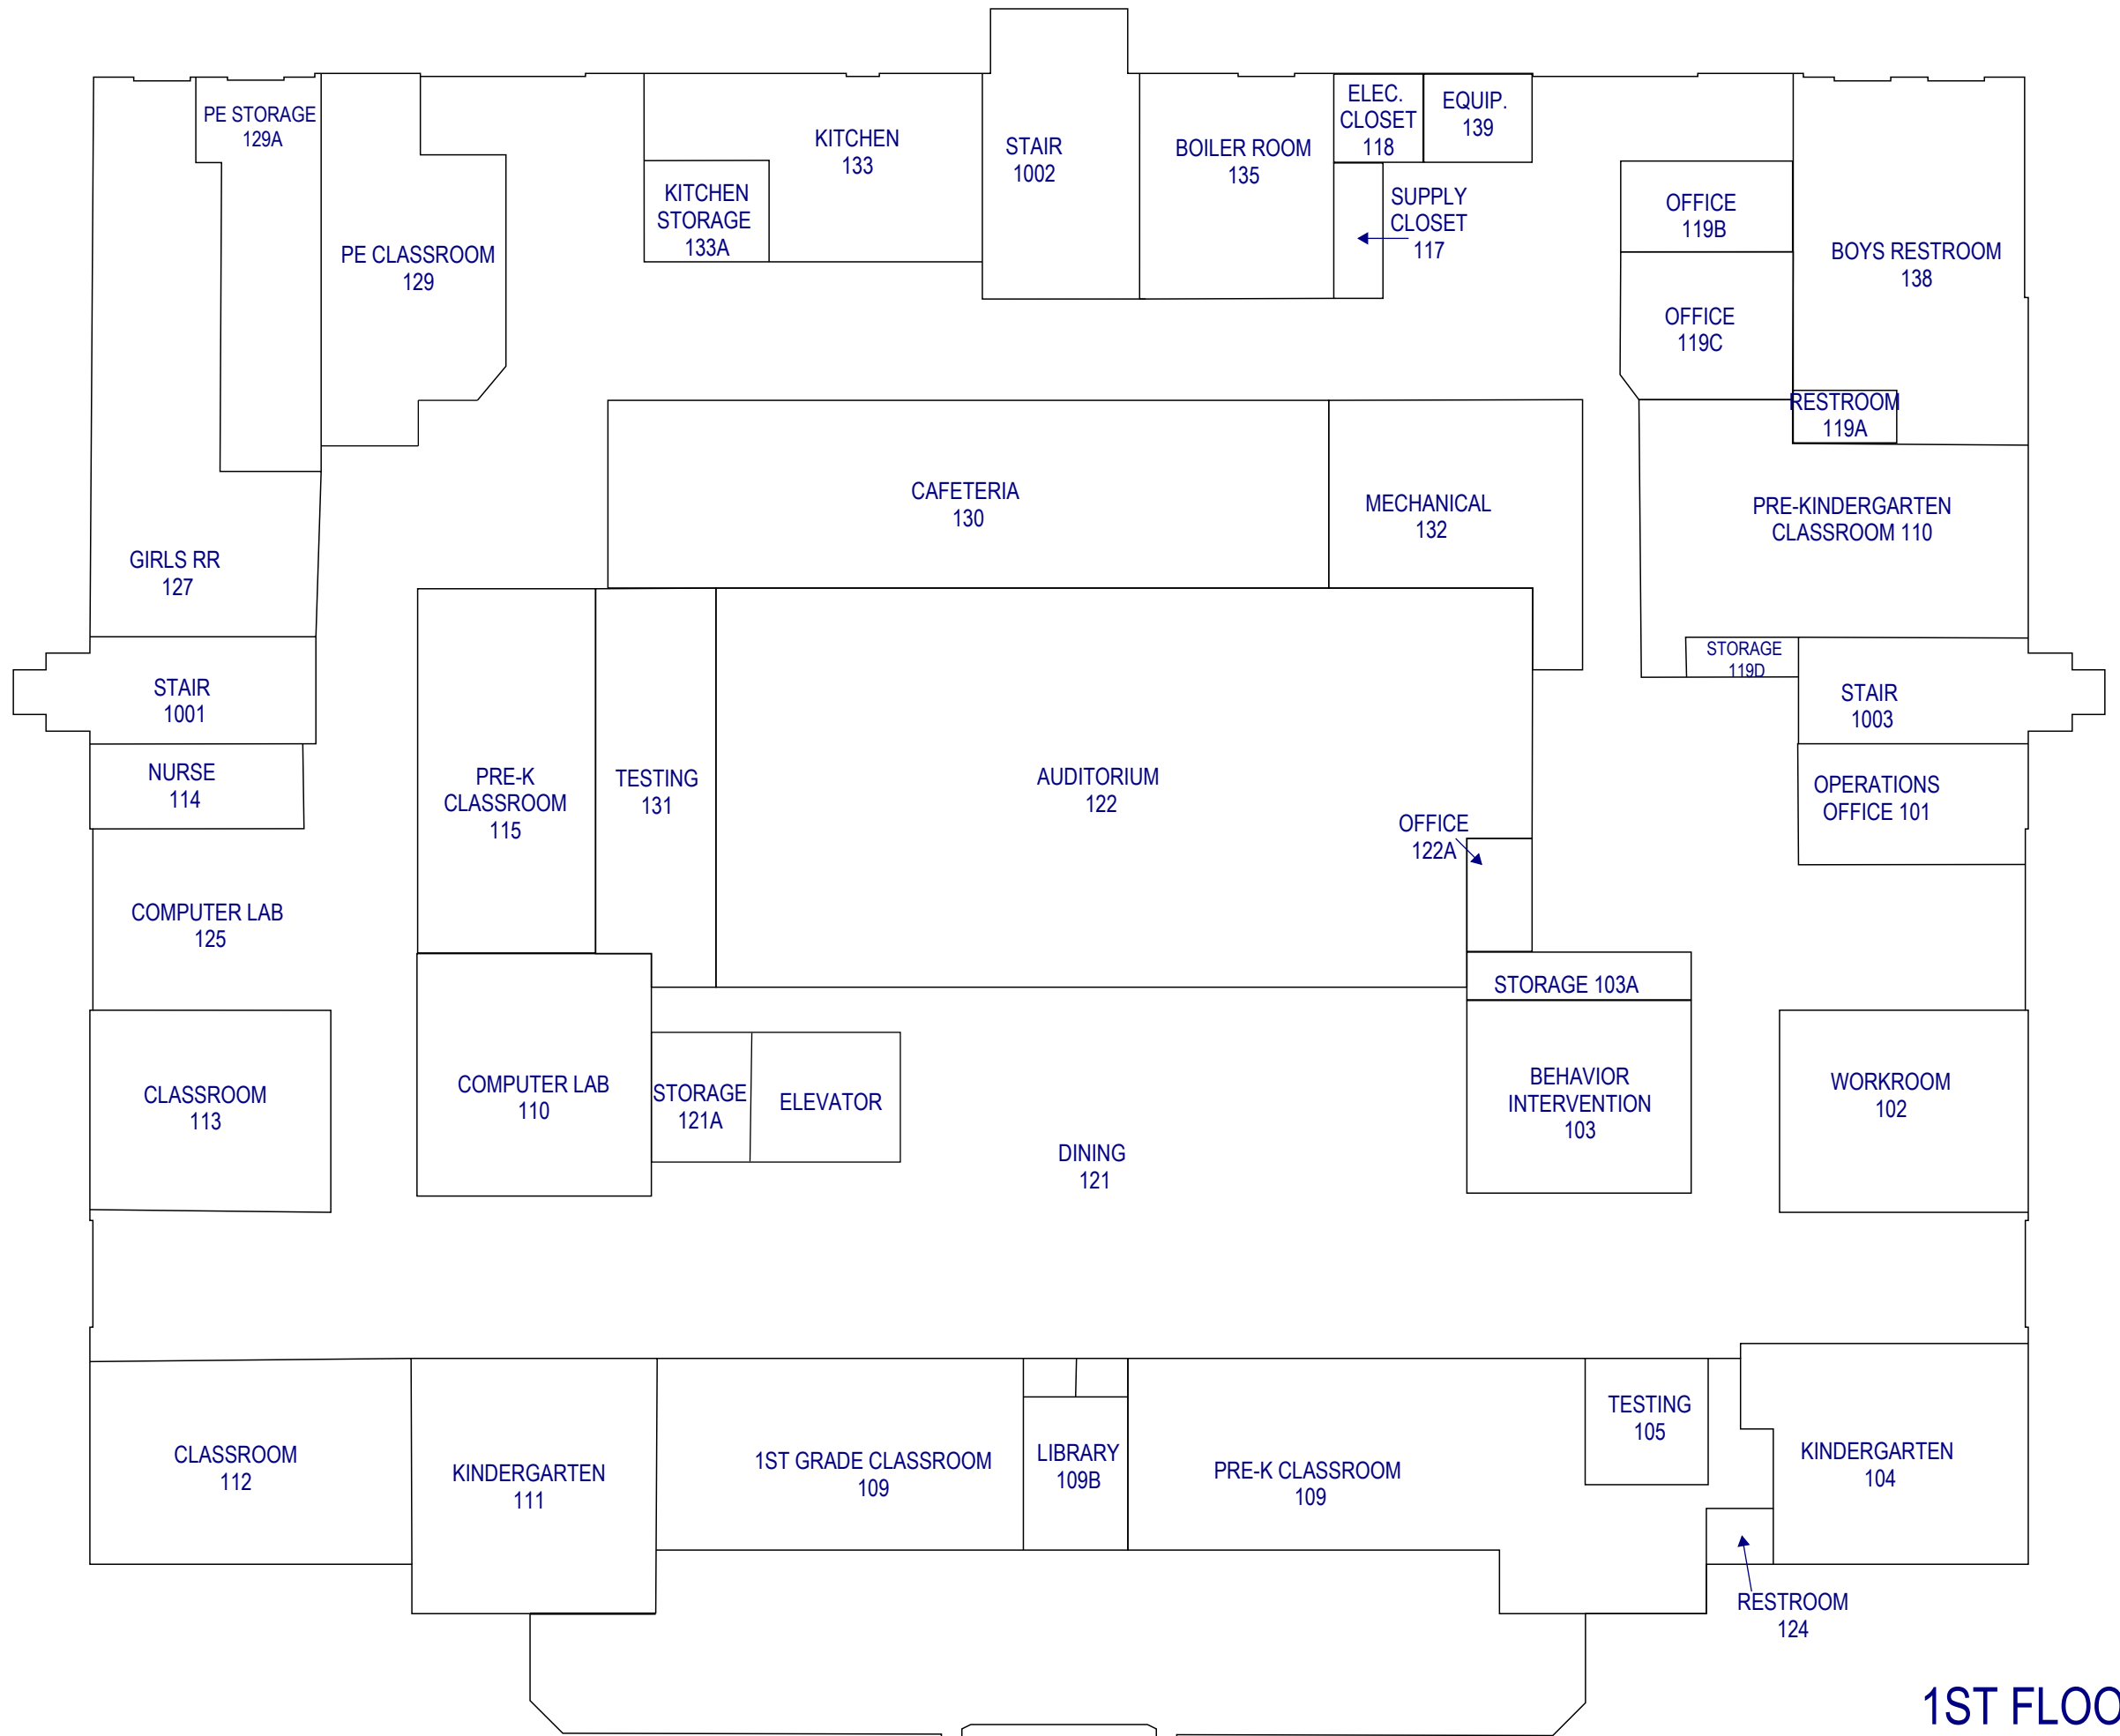 PE STORAGE
129A
KITCHEN
133
STAIR
1002
BOILER ROOM
135
ELEC.
CLOSET
118
EQUIP.
139
KITCHEN
STORAGE
133A
SUPPLY
CLOSET
117
OFFICE
119B
PE CLASSROOM
129
BOYS RESTROOM
138
OFFICE
119C
RESTROOM
119A
CAFETERIA
130
MECHANICAL
132
PRE-KINDERGARTEN
CLASSROOM 110
GIRLS RR
127
STORAGE
119D
STAIR
1001
STAIR
1003
NURSE
114
PRE-K
CLASSROOM
115
TESTING
131
AUDITORIUM
122
OPERATIONS
OFFICE 101
OFFICE
122A
COMPUTER LAB
125
STORAGE 103A
CLASSROOM
113
COMPUTER LAB
110
STORAGE
121A
ELEVATOR
BEHAVIOR
INTERVENTION
103
WORKROOM
102
DINING
121
CLASSROOM
112
KINDERGARTEN
111
1ST GRADE CLASSROOM
109
LIBRARY
109B
PRE-K CLASSROOM
109
TESTING
105
KINDERGARTEN
104
RESTROOM
124
1ST FLOO